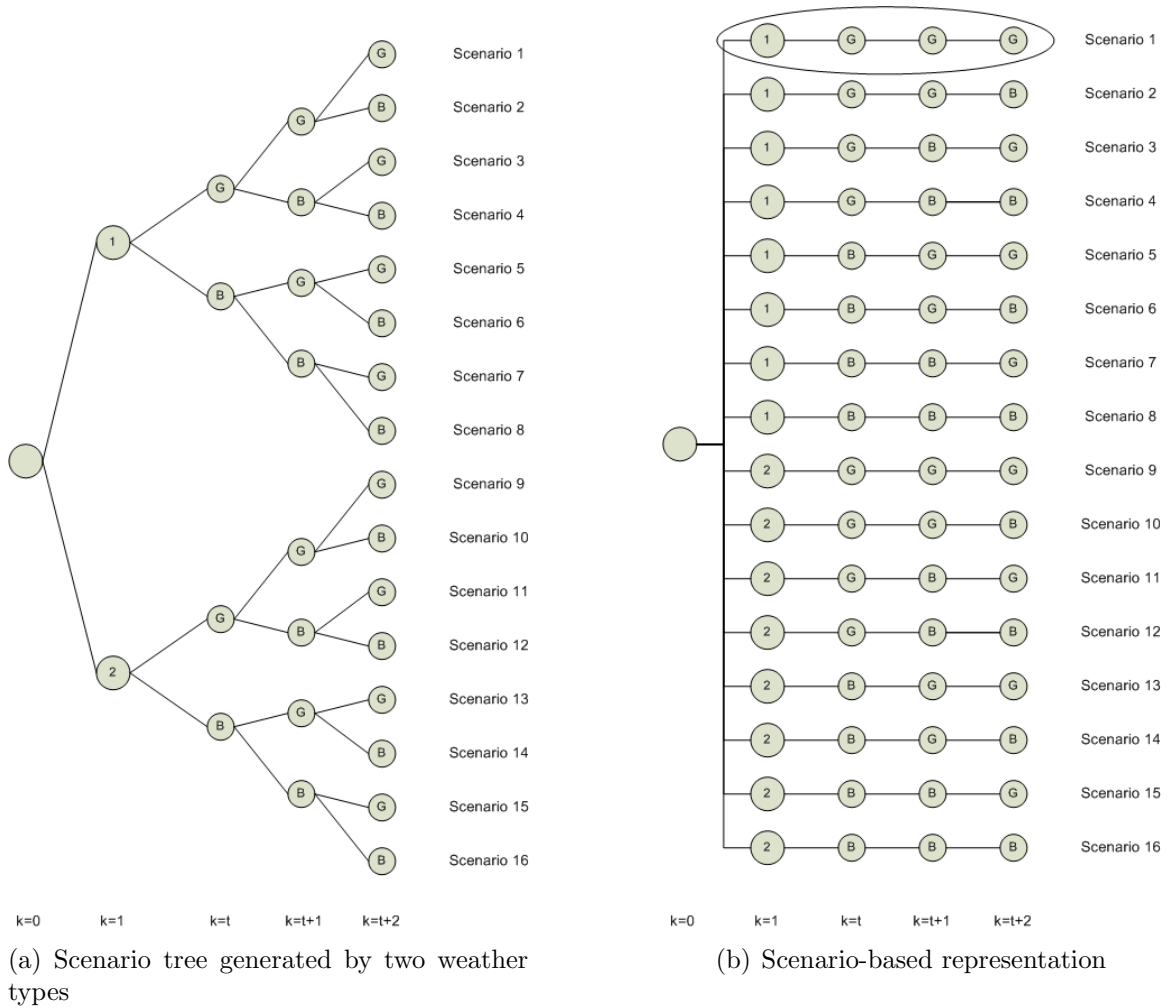 G Scenario 1
G
B Scenario 2
G
G Scenario 3
B
B Scenario 4
1
G Scenario 5
G
B
B Scenario 6
B
G Scenario 7
B Scenario 8
G Scenario 9
B Scenario 10
G
G Scenario 11
G
B
B Scenario 12
2
G Scenario 13
G
B
B Scenario 14
B
G Scenario 15
B Scenario 16
k=0 k=1 k=t k=t+1 k=t+2
(a) Scenario tree generated by two weather
types
1 G G G Scenario 1
1 G G B Scenario 2
1 G B G Scenario 3
1 G B B Scenario 4
1 B G G Scenario 5
1 B G B Scenario 6
1 B B G Scenario 7
1 B B B Scenario 8
2 G G G Scenario 9
2 G G B Scenario 10
2 G B G Scenario 11
2 G B B Scenario 12
2 B G G Scenario 13
2 B G B Scenario 14
2 B B G Scenario 15
2 B B B Scenario 16
k=0 k=1 k=t k=t+1 k=t+2
(b) Scenario-based representation